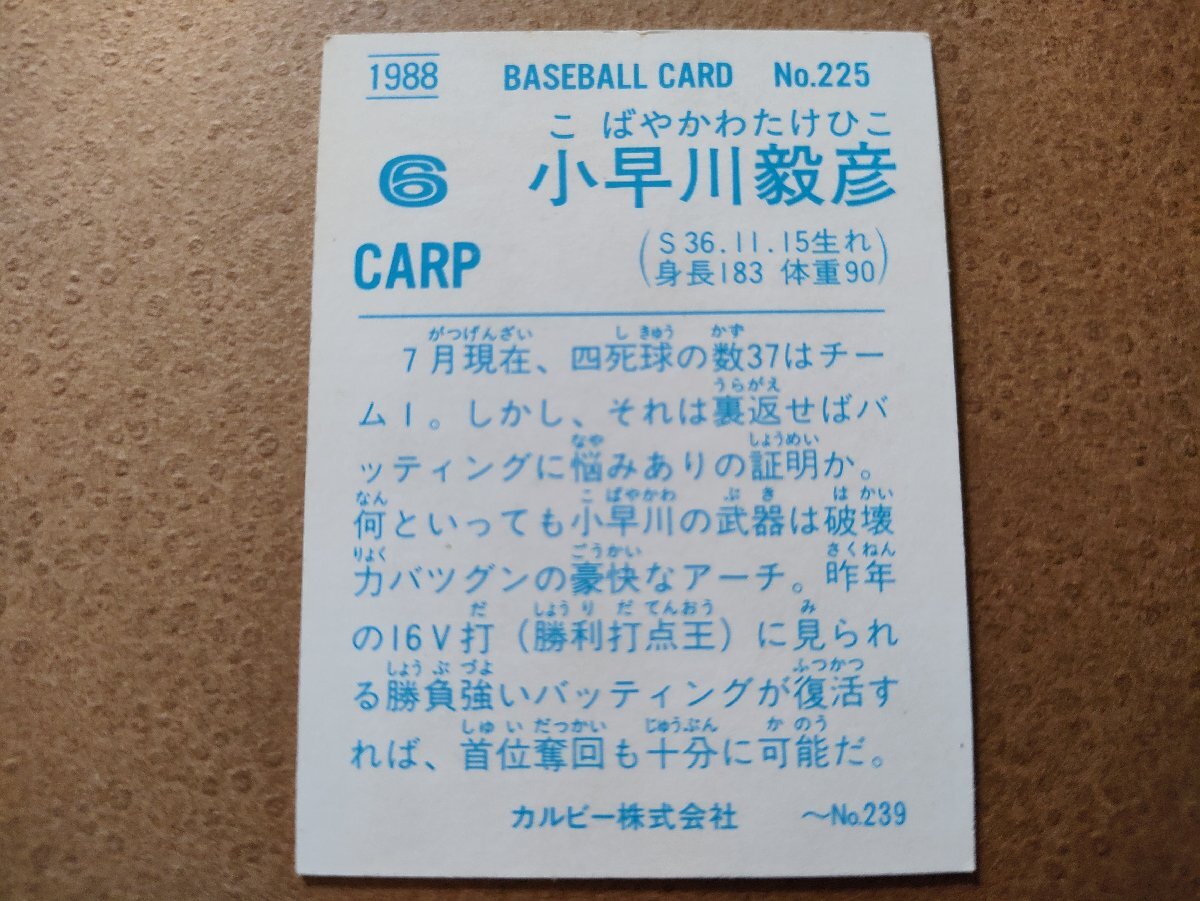 1988 BASEBALL CARD No.225
こ ばやかわたけひこ
6 小早川毅彦
CARP
(S36.11.15生れ
身長183 体重90)
がつげんざい し きゅう かず
7月現在、四死球の数37はチー
うらがえ
ム1。しかし、それは裏返せばバ
なや しょうめい
ッティングに悩みありの証明か。
なん こ ばやかわ ぶ き は かい
何といっても小早川の武器は破壊
りょく ごうかい さくねん
力バツグンの豪快なアーチ。昨年
だ しょう り だ てんおう み
の16V打(勝利打点王)に見られ
しょう ぶ づよ ふつかつ
る勝負強いバッティングが復活す
しゅ い だっかい じゅうぶん か のう
れば、首位奪回も十分に可能だ。
カルビー株式会社 〜No.239